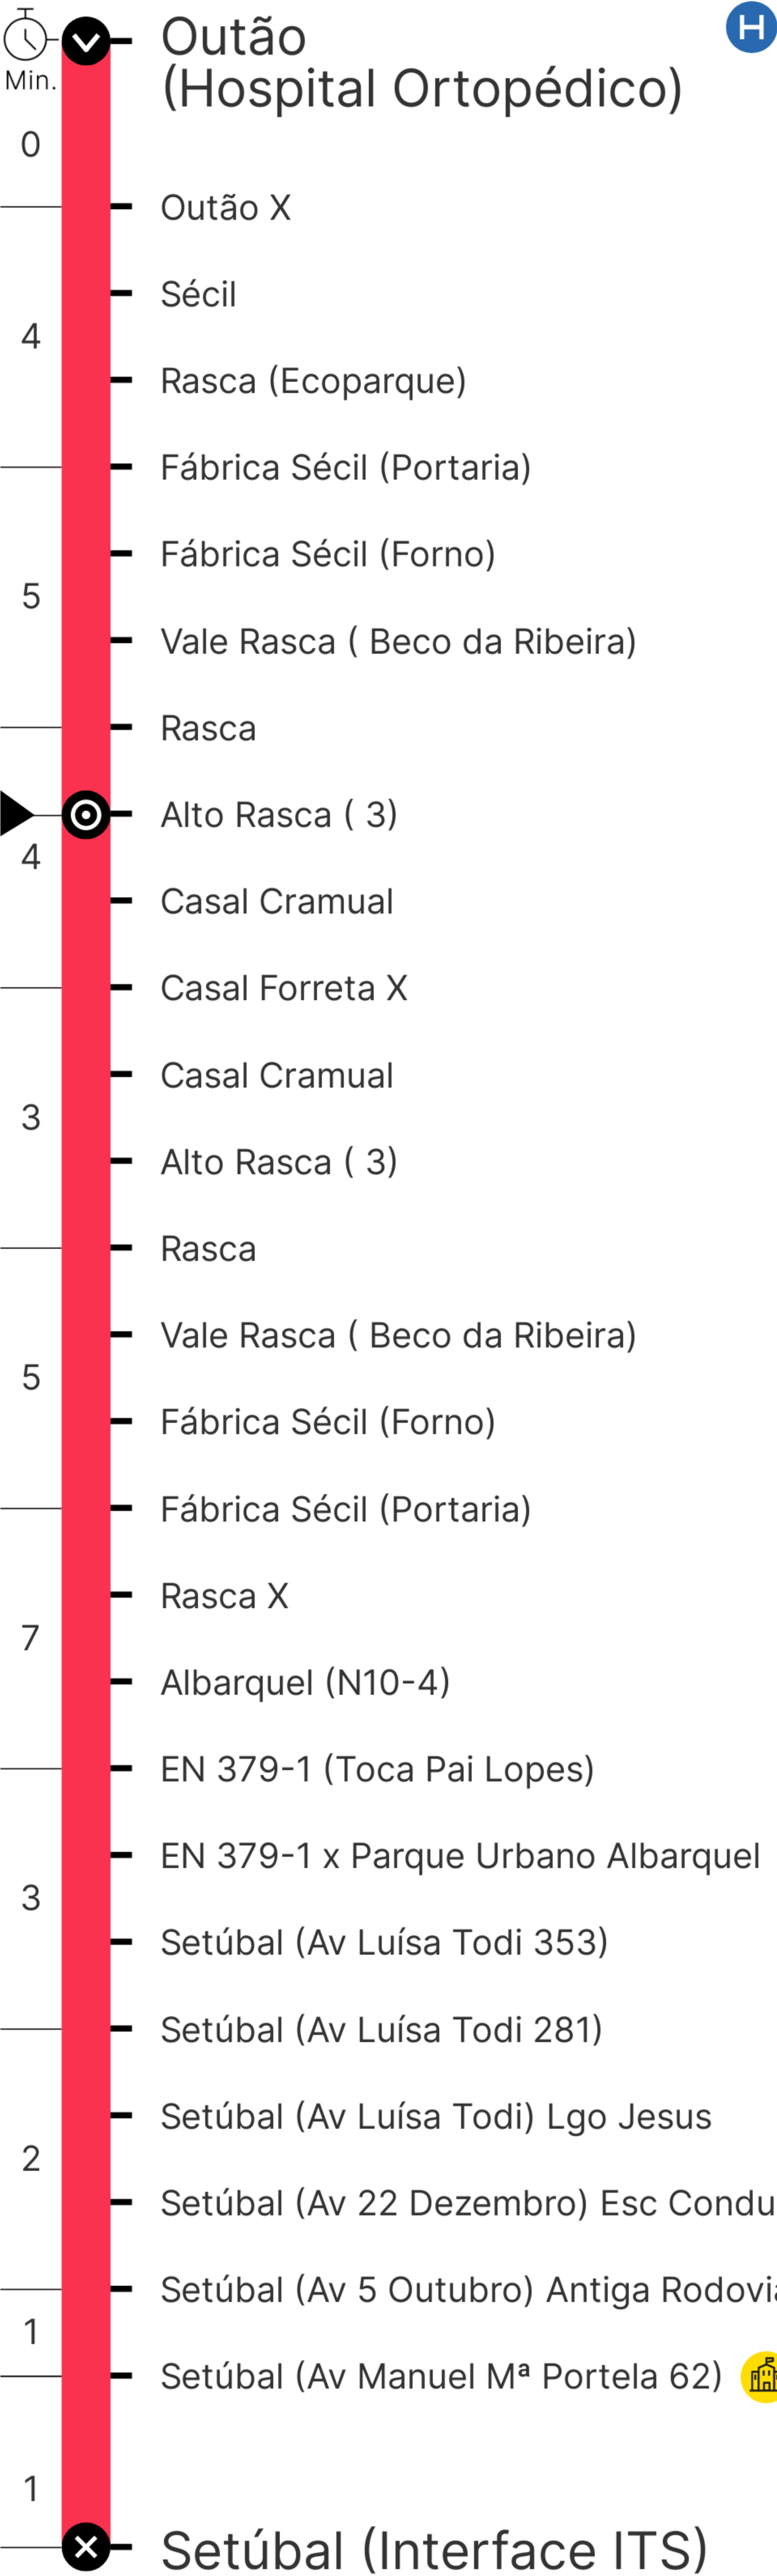 Outão
(Hospital Ortopédico)
H
Min.
0
Outão X
Sécil
4
Rasca (Ecoparque)
Fábrica Sécil (Portaria)
Fábrica Sécil (Forno)
5
Vale Rasca ( Beco da Ribeira)
Rasca
Alto Rasca ( 3)
4
Casal Cramual
Casal Forreta X
Casal Cramual
3
Alto Rasca ( 3)
Rasca
Vale Rasca ( Beco da Ribeira)
5
Fábrica Sécil (Forno)
Fábrica Sécil (Portaria)
Rasca X
7
Albarquel (N10-4)
EN 379-1 (Toca Pai Lopes)
EN 379-1 x Parque Urbano Albarquel
3
Setúbal (Av Luísa Todi 353)
Setúbal (Av Luísa Todi 281)
Setúbal (Av Luísa Todi) Lgo Jesus
2
Setúbal (Av 22 Dezembro) Esc Condu
Setúbal (Av 5 Outubro) Antiga Rodovi
1
Setúbal (Av Manuel Mª Portela 62)
1
Setúbal (Interface ITS)